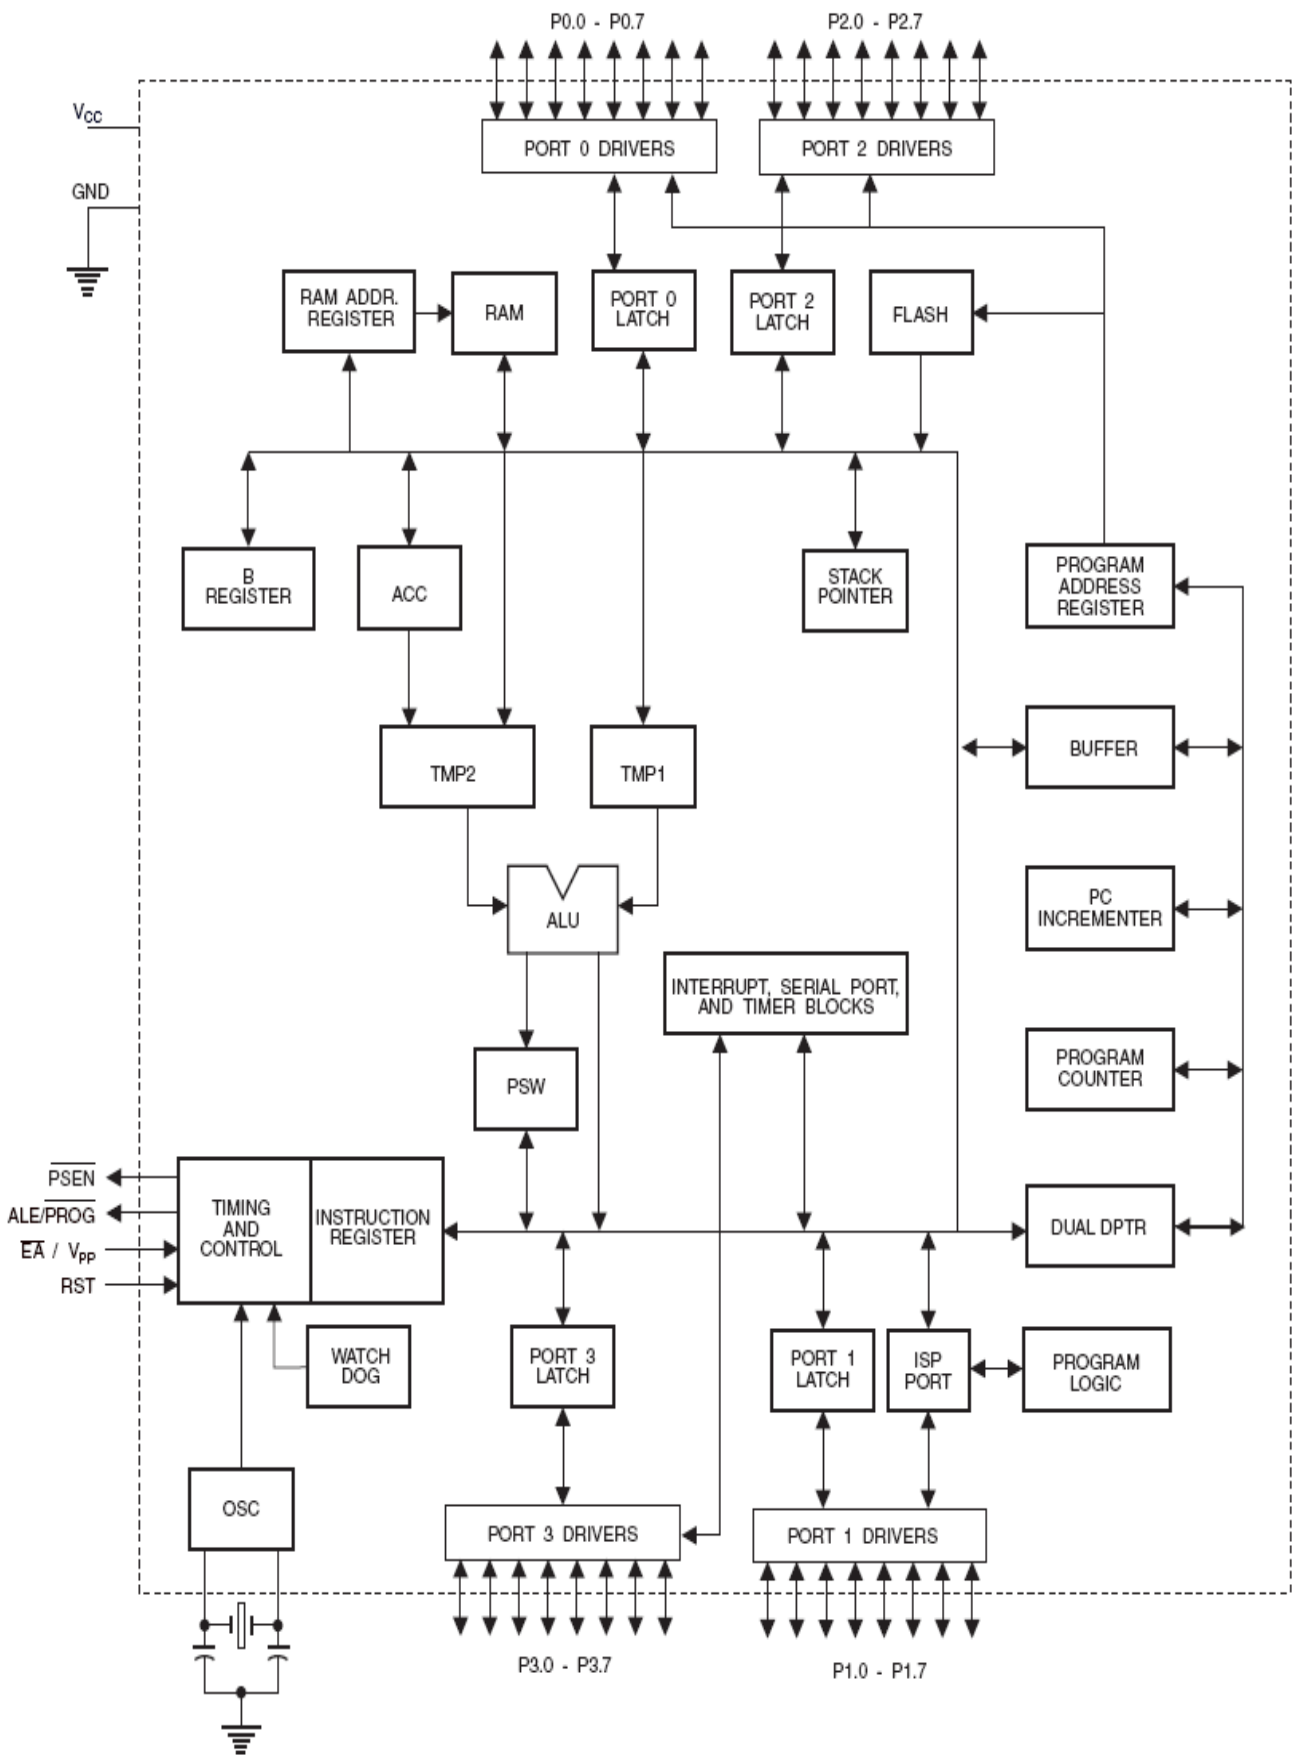 P0.0 - P0.7
P2.0 - P2.7
VCC
PORT 0 DRIVERS
PORT 2 DRIVERS
GND
RAM ADDR.
REGISTER
RAM
PORT 0
LATCH
PORT 2
LATCH
FLASH
B
REGISTER
ACC
STACK
POINTER
PROGRAM
ADDRESS
REGISTER
TMP2
TMP1
BUFFER
ALU
PC
INCREMENTER
INTERRUPT, SERIAL PORT,
AND TIMER BLOCKS
PSW
PROGRAM
COUNTER
PSEN
ALE/PROG
EA / VPP
RST
TIMING
AND
CONTROL
INSTRUCTION
REGISTER
DUAL DPTR
WATCH
DOG
PORT 3
LATCH
PORT 1
LATCH
ISP
PORT
PROGRAM
LOGIC
OSC
PORT 3 DRIVERS
PORT 1 DRIVERS
P3.0 - P3.7
P1.0 - P1.7